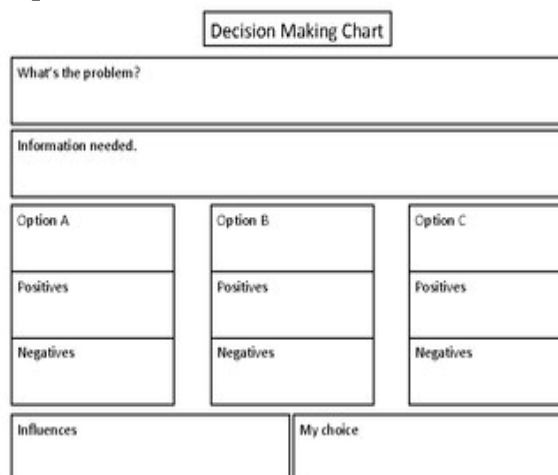 Decision Making Chart
What's the problem?
Information needed.
Option A
Option B
Option C
Positives
Positives
Positives
Negatives
Negatives
Negatives
Influences
My choice